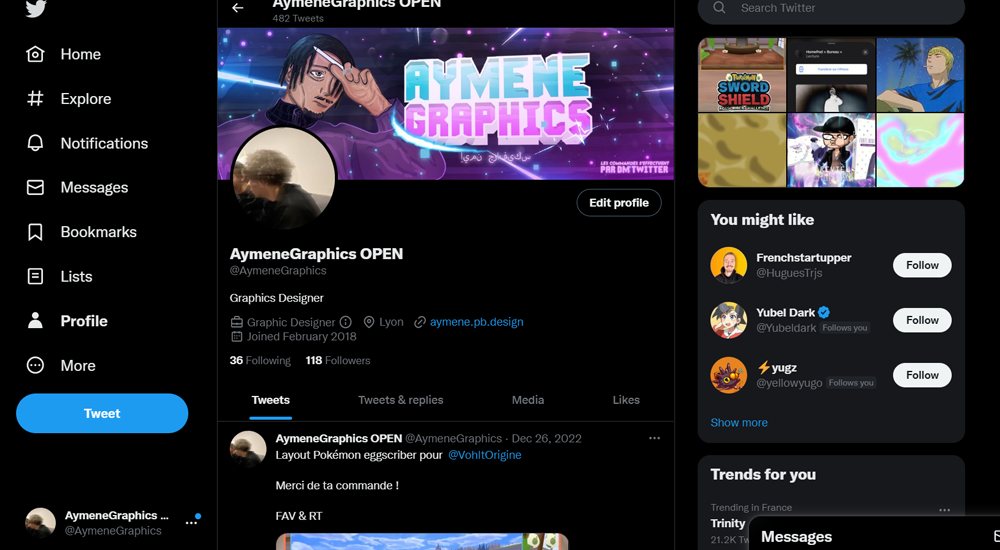 AymeneGraphics OPEN
482 Tweets
Home
Explore
Notifications
Messages
Bookmarks
Lists
Profile
More
Tweet
AymeneGraphics ...
@AymeneGraphics
AYMENE
GRAPHICS
LES COMMANDES S'EFFECTUENT
PAR DM TWITTER
Edit profile
AymeneGraphics OPEN
@AymeneGraphics
Graphics Designer
Graphic Designer Lyon aymene.pb.design
Joined February 2018
36 Following 118 Followers
Tweets Tweets & replies Media Likes
AymeneGraphics OPEN @AymeneGraphics · Dec 26, 2022
Layout Pokémon eggscriber pour @VohltOrigine
Merci de ta commande !
FAV & RT
Search Twitter
POKÉMON
SWORD
SHIELD
You might like
Frenchstartupper
@HuguesTrjs
Follow
Yubel Dark
@Yubeldark Follows you
Follow
⚡yugz
@yellowyugo Follows you
Follow
Show more
Trends for you
Trending in France
Trinity
21.2K Tw
Messages